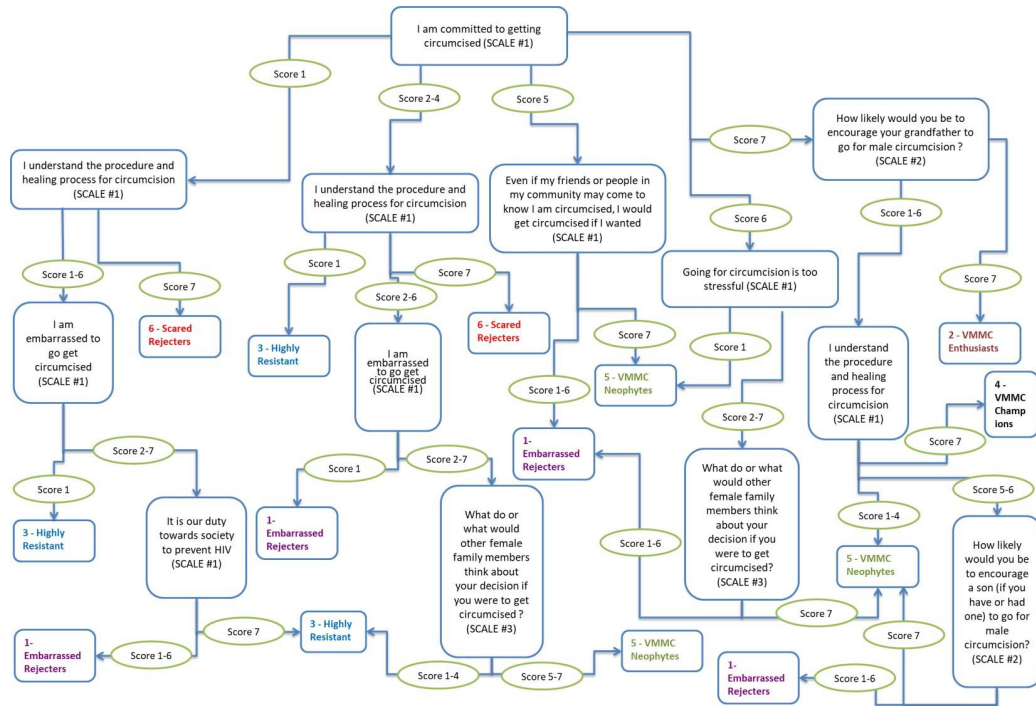 I am committed to getting
circumcised (SCALE #1)
Score 1
Score 2-4
Score 5
Score 7
How likely would you be to
encourage your grandfather to
go for male circumcision ?
(SCALE #2)
I understand the procedure and
healing process for circumcision
(SCALE #1)
I understand the procedure and
healing process for circumcision
(SCALE #1)
Even if my friends or people in
my community may come to
know I am circumcised, I would
get circumcised if I wanted
(SCALE #1)
Score 6
Score 1-6
Score 1
Score 7
Score 2-6
Going for circumcision is too
stressful (SCALE #1)
Score 1-6
Score 7
Score 7
I am
embarrassed to
go get
circumcised
(SCALE #1)
6 - Scared
Rejecters
3 - Highly
Resistant
I am
embarrassed
to go get
circumcised
(SCALE #1)
6 - Scared
Rejecters
Score 7
Score 1
2 - VMMC
Enthusiasts
I understand
the procedure
and healing
process for
circumcision
(SCALE #1)
5 - VMMC
Neophytes
Score 1-6
4 -
VMMC
Champ
ions
Score 2-7
Score 7
1-
Embarrassed
Rejecters
Score 2-7
Score 1
Score 2-7
Score 1
What do or what
would other
female family
members think
about your
decision if you
were to get
circumcised?
(SCALE #3)
Score 5-6
It is our duty
towards society
to prevent HIV
(SCALE #1)
1-
Embarrassed
Rejecters
What do or
what would
other female
family members
think about
your decision if
you were to get
circumcised ?
(SCALE #3)
Score 1-4
3 - Highly
Resistant
Score 1-6
5 - VMMC
Neophytes
How likely would
you be to
encourage a son
(if you
have or had
one) to go for
male
circumcision?
(SCALE #2)
Score 7
Score 7
3 - Highly
Resistant
Score 7
1-
Embarrassed
Rejecters
Score 1-6
5 - VMMC
Neophytes
Score 1-4
Score 5-7
1-
Embarrassed
Rejecters
Score 1-6